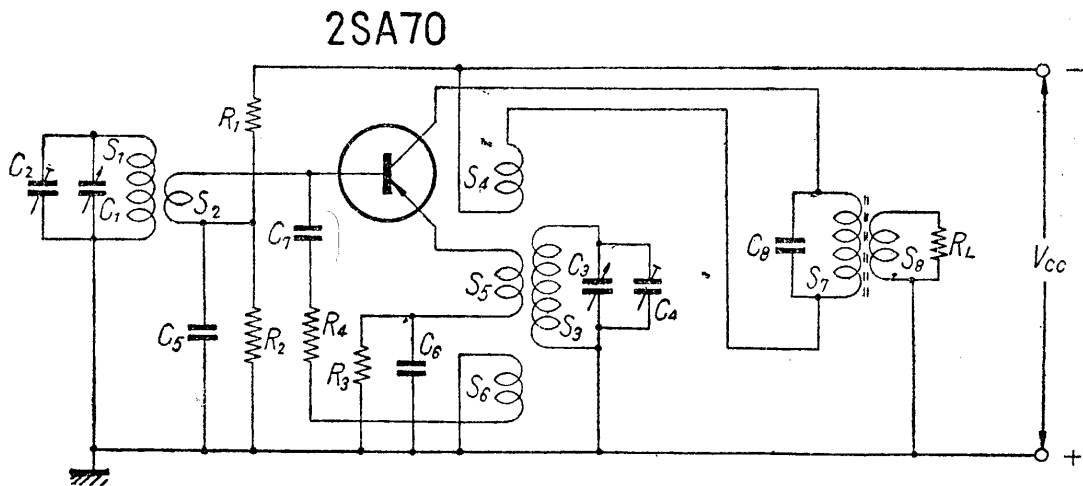 2SA70
−
R1
C2
S1
C1
S2
S4
C7
C3
S5
C8
S7
S8
RL
Vcc
C5
R2
R4
R3
C6
S3
C4
S6
+